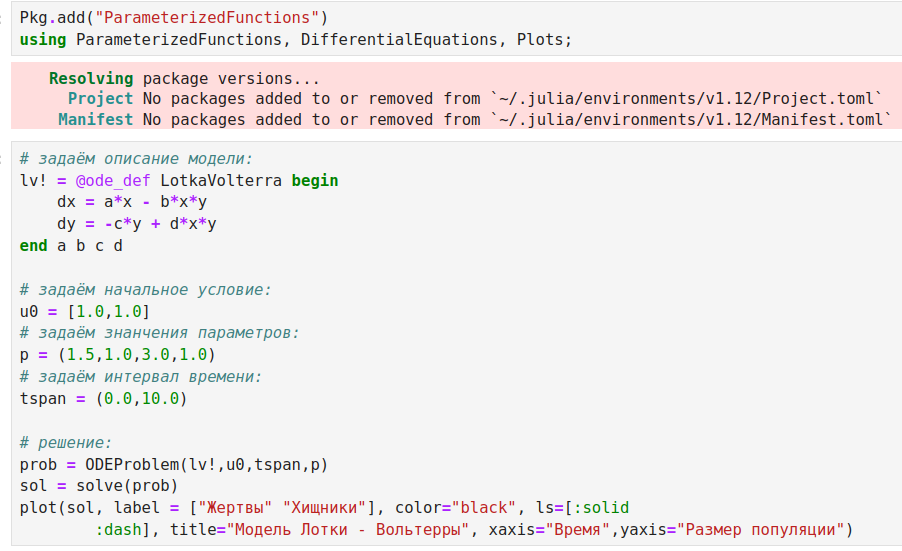 Pkg.add("ParameterizedFunctions")
using ParameterizedFunctions, DifferentialEquations, Plots;
Resolving package versions...
Project No packages added to or removed from `~/.julia/environments/v1.12/Project.toml`
Manifest No packages added to or removed from `~/.julia/environments/v1.12/Manifest.toml`
# задаём описание модели:
lv! = @ode_def LotkaVolterra begin
    dx = a*x - b*x*y
    dy = -c*y + d*x*y
end a b c d
# задаём начальное условие:
u0 = [1.0,1.0]
# задаём знанчения параметров:
p = (1.5,1.0,3.0,1.0)
# задаём интервал времени:
tspan = (0.0,10.0)
# решение:
prob = ODEProblem(lv!,u0,tspan,p)
sol = solve(prob)
plot(sol, label = ["Жертвы" "Хищники"], color="black", ls=[:solid
        :dash], title="Модель Лотки - Вольтерры", xaxis="Время",yaxis="Размер популяции")